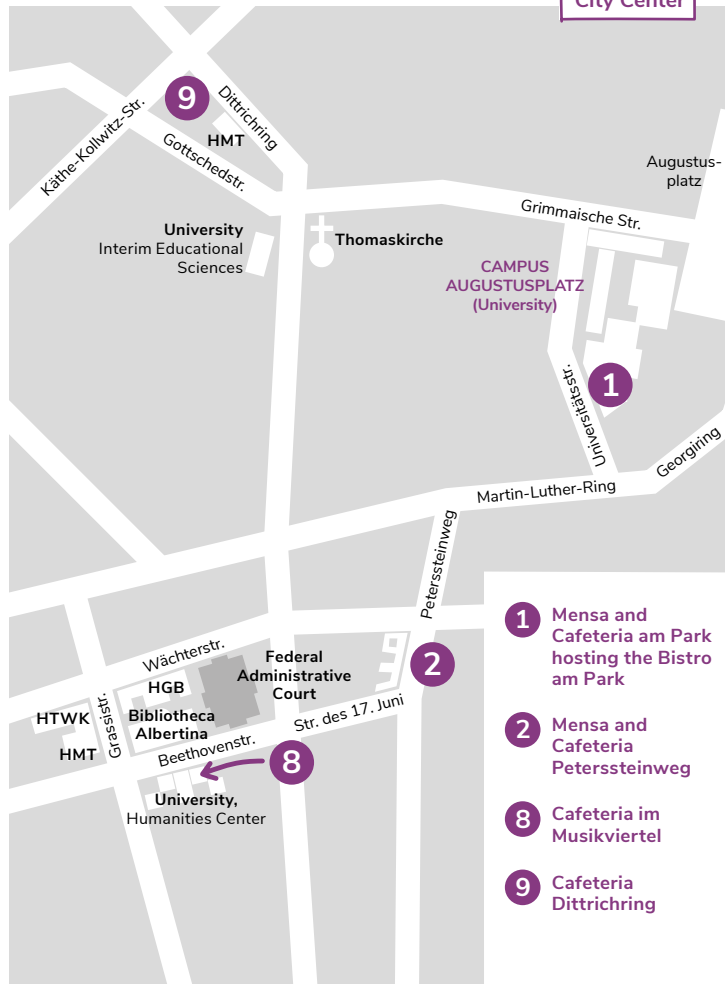 City Center
9
Dittrichring
Käthe-Kollwitz-Str.
HMT
Gottschedstr.
Augustus-
platz
Grimmaische Str.
University
Interim Educational
Sciences
Thomaskirche
CAMPUS
AUGUSTUSPLATZ
(University)
1
Universitätsstr.
Georgiring
Martin-Luther-Ring
Peterssteinweg
Wächterstr.
Federal
Administrative
Court
2
HGB
Grassistr.
HTWK
Bibliotheca
Albertina
HMT
Str. des 17. Juni
Beethovenstr.
8
University,
Humanities Center
1 Mensa and
Cafeteria am Park
hosting the Bistro
am Park
2 Mensa and
Cafeteria
Peterssteinweg
8 Cafeteria im
Musikviertel
9 Cafeteria
Dittrichring